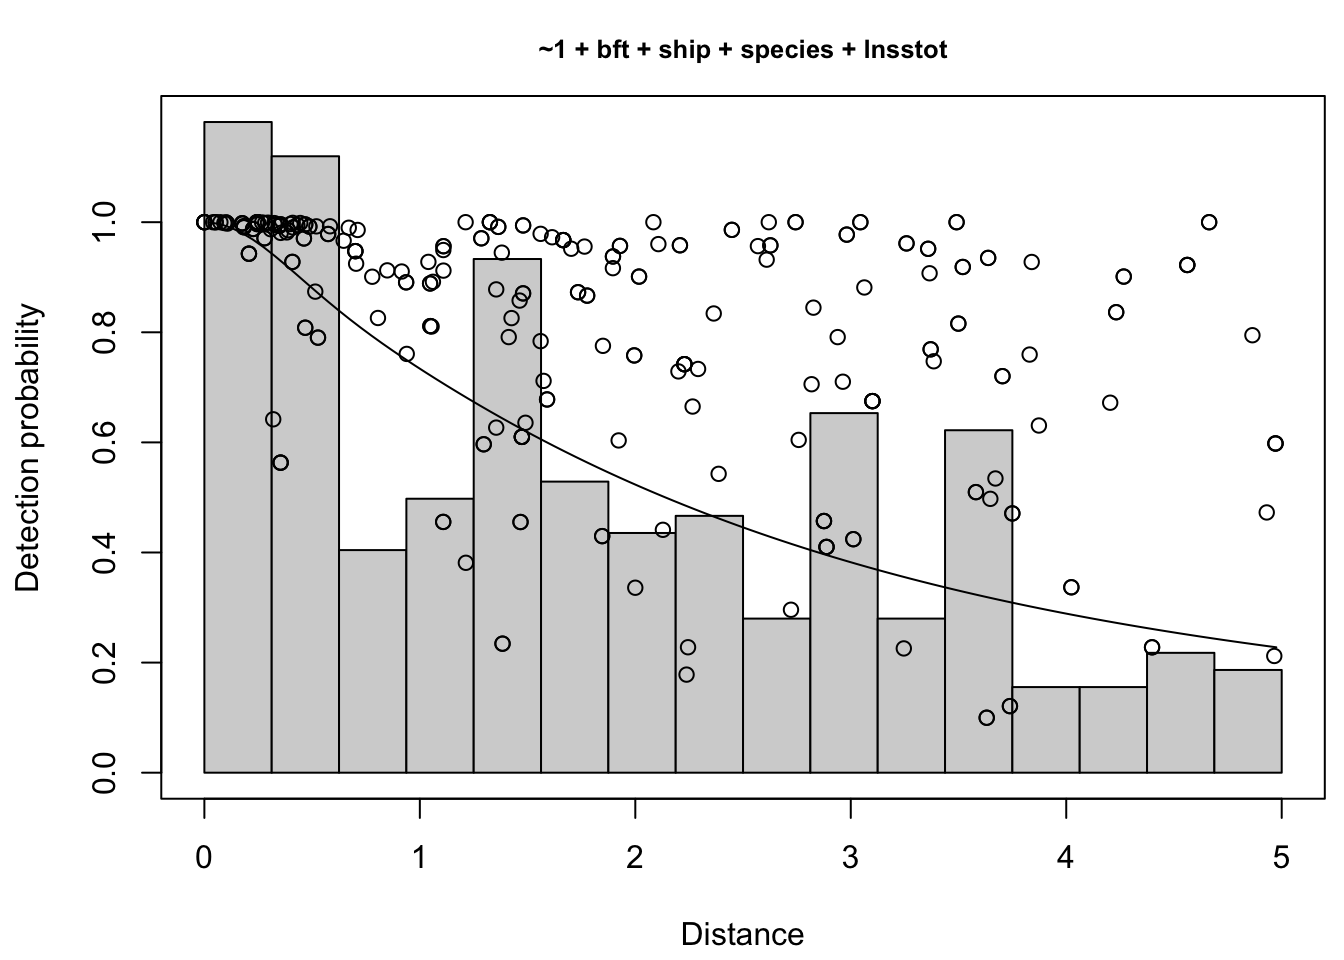 ~1 + bft + ship + species + lnsstot
Detection probability
1.0
0.8
0.6
0.4
0.2
0.0
0 1 2 3 4 5
Distance